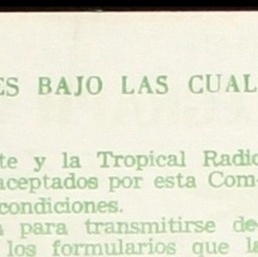 ES BAJO LAS CUAL
te y la Tropical Radio
aceptados por esta Com-
condiciones.
para transmitirse de-
los formularios que la